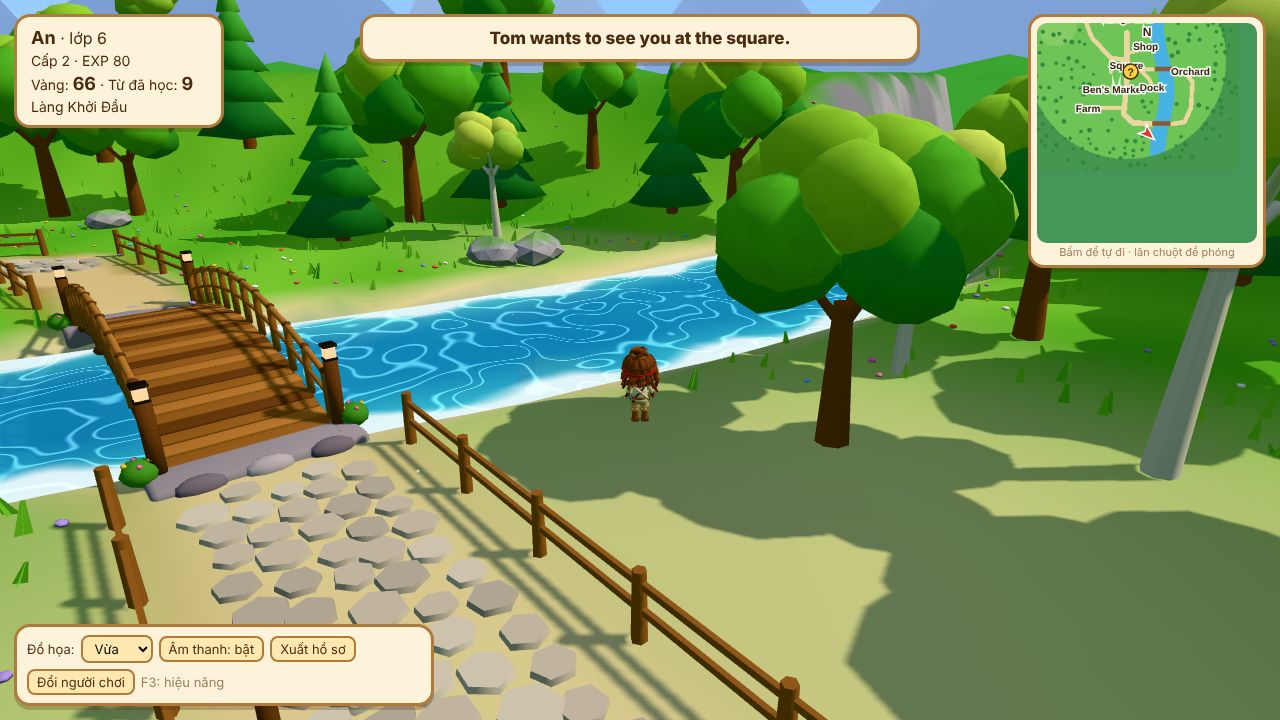 An · lớp 6
Cấp 2 · EXP 80
Vàng: 66 · Từ đã học: 9
Làng Khởi Đầu
Tom wants to see you at the square.
N
Shop
Square
?
Orchard
Ben's Marke
Dock
Farm
Bấm để tự đi · lăn chuột để phóng
Đồ họa: Vừa Âm thanh: bật Xuất hồ sơ
Đổi người chơi F3: hiệu năng